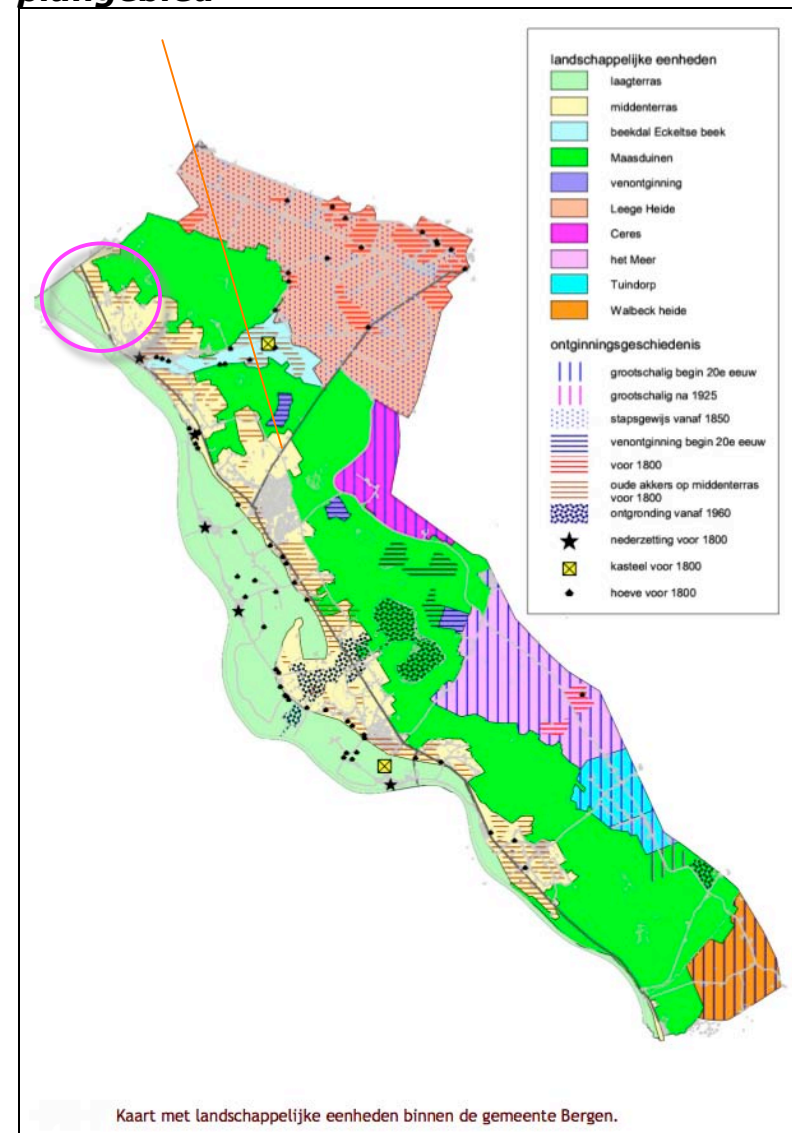 plangebied
landschappelijke eenheden
laagterras
middenterras
beekdal Eckeltse beek
Maasduinen
venontginning
Leege Heide
Ceres
het Meer
Tuindorp
Walbeck heide
ontginningsgeschiedenis
grootschalig begin 20e eeuw
grootschalig na 1925
stapsgewijs vanaf 1850
venontginning begin 20e eeuw
voor 1800
oude akkers op middenterras
voor 1800
ontgronding vanaf 1960
nederzetting voor 1800
kasteel voor 1800
hoeve voor 1800
Kaart met landschappelijke eenheden binnen de gemeente Bergen.